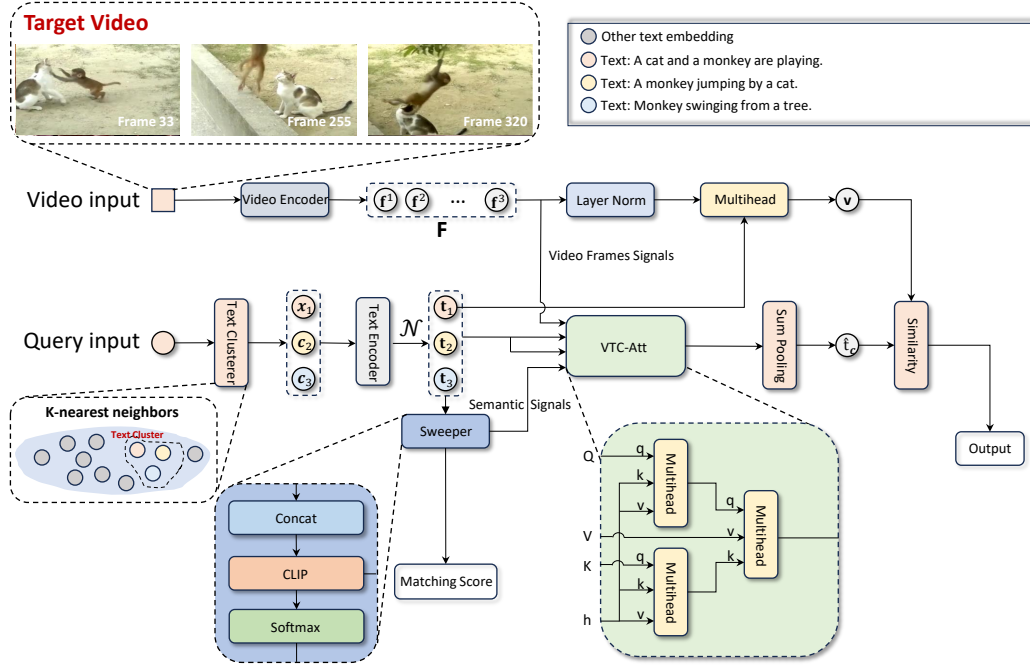 Target Video
Frame 33
Frame 255
Frame 320
Other text embedding
Text: A cat and a monkey are playing.
Text: A monkey jumping by a cat.
Text: Monkey swinging from a tree.
Video input
Video Encoder
f¹ f² ... f³
F
Layer Norm
Multihead
v
Video Frames Signals
Query input
Text Clusterer
x₁
c₂
c₃
Text Encoder
𝒩
t₁
t₂
t₃
VTC-Att
Sum Pooling
t̂_c
Similarity
Output
Semantic Signals
Sweeper
K-nearest neighbors
Text Cluster
Concat
CLIP
Softmax
Matching Score
Q
V
K
h
q
k
v
Multihead
q
k
v
Multihead
q
v
k
Multihead